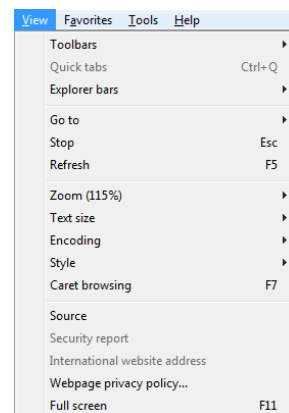 View Favorites Tools Help
Toolbars
Quick tabs Ctrl+Q
Explorer bars
Go to
Stop Esc
Refresh F5
Zoom (115%)
Text size
Encoding
Style
Caret browsing F7
Source
Security report
International website address
Webpage privacy policy...
Full screen F11